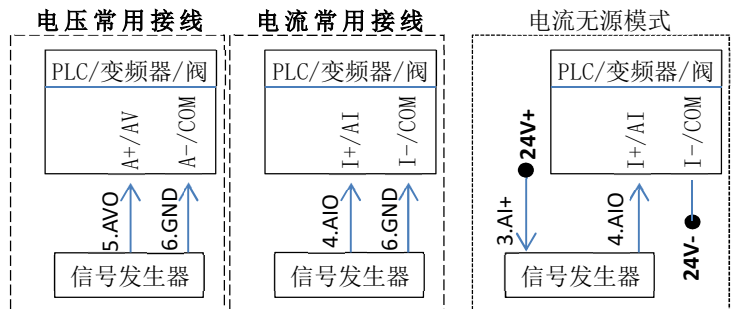 电压常用接线
PLC/变频器/阀
A+/AV
A-/COM
5.AVO
6.GND
信号发生器
电流常用接线
PLC/变频器/阀
I+/AI
I-/COM
4.AIO
6.GND
信号发生器
电流无源模式
PLC/变频器/阀
24V+
I+/AI
I-/COM
3.AI+
4.AIO
24V-
信号发生器